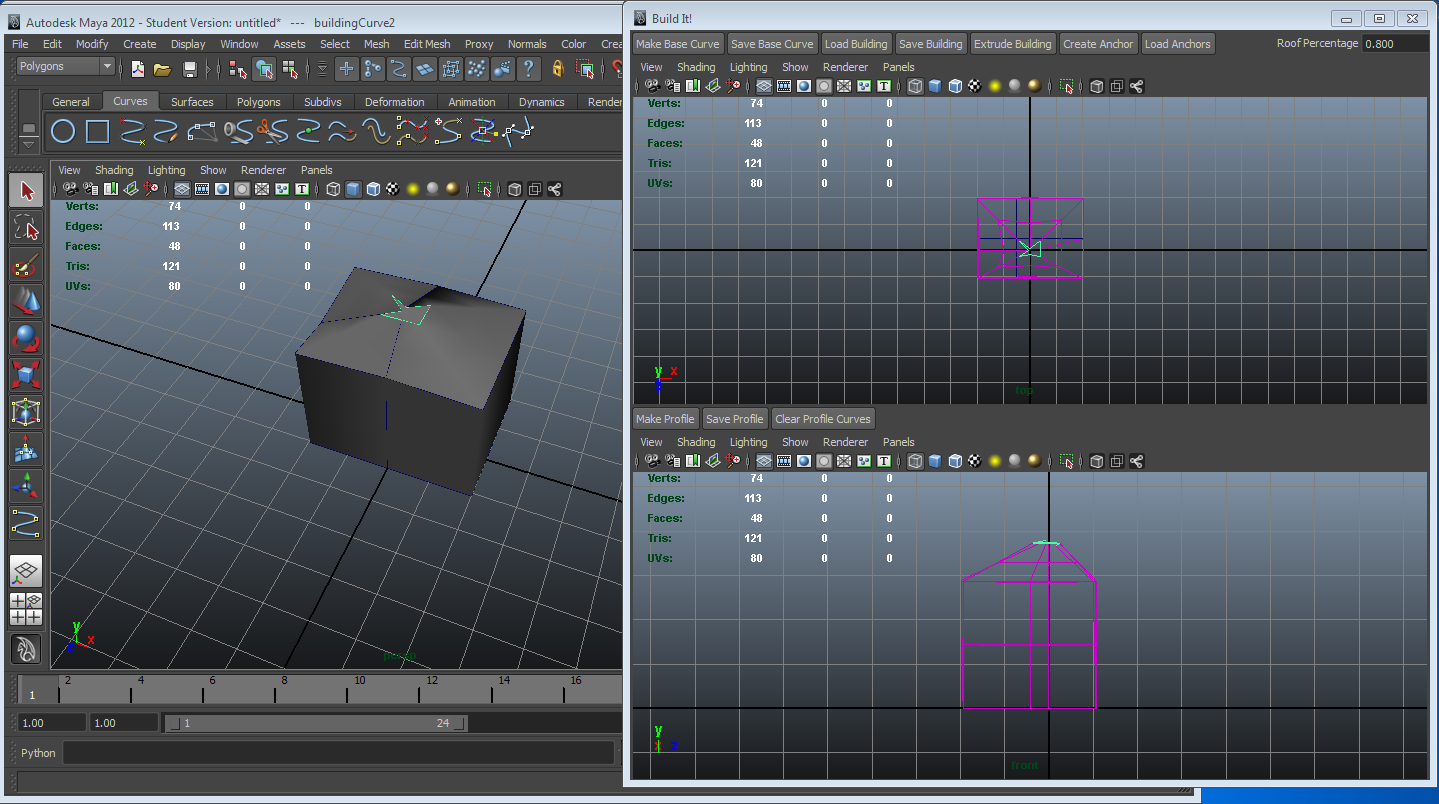 Autodesk Maya 2012 - Student Version: untitled* --- buildingCurve2
File Edit Modify Create Display Window Assets Select Mesh Edit Mesh Proxy Normals Color Crea
Polygons
General Curves Surfaces Polygons Subdivs Deformation Animation Dynamics Render
View Shading Lighting Show Renderer Panels
Verts: 74 0 0
Edges: 113 0 0
Faces: 48 0 0
Tris: 121 0 0
UVs: 80 0 0
y
x
z
persp
1 2 4 6 8 10 12 14 16
1.00 1.00 1 24
Python
Build It!
Make Base Curve Save Base Curve Load Building Save Building Extrude Building Create Anchor Load Anchors Roof Percentage 0.800
View Shading Lighting Show Renderer Panels
Verts: 74 0 0
Edges: 113 0 0
Faces: 48 0 0
Tris: 121 0 0
UVs: 80 0 0
y x
z
top
Make Profile Save Profile Clear Profile Curves
View Shading Lighting Show Renderer Panels
Verts: 74 0 0
Edges: 113 0 0
Faces: 48 0 0
Tris: 121 0 0
UVs: 80 0 0
y
x z
front